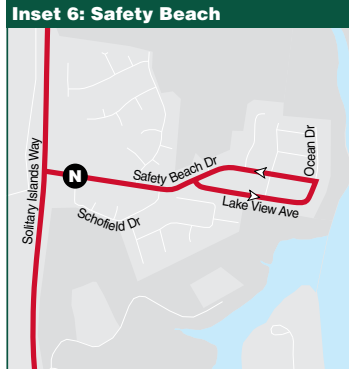 Inset 6: Safety Beach
Solitary Islands Way
N
Safety Beach Dr
Ocean Dr
Lake View Ave
Schofield Dr